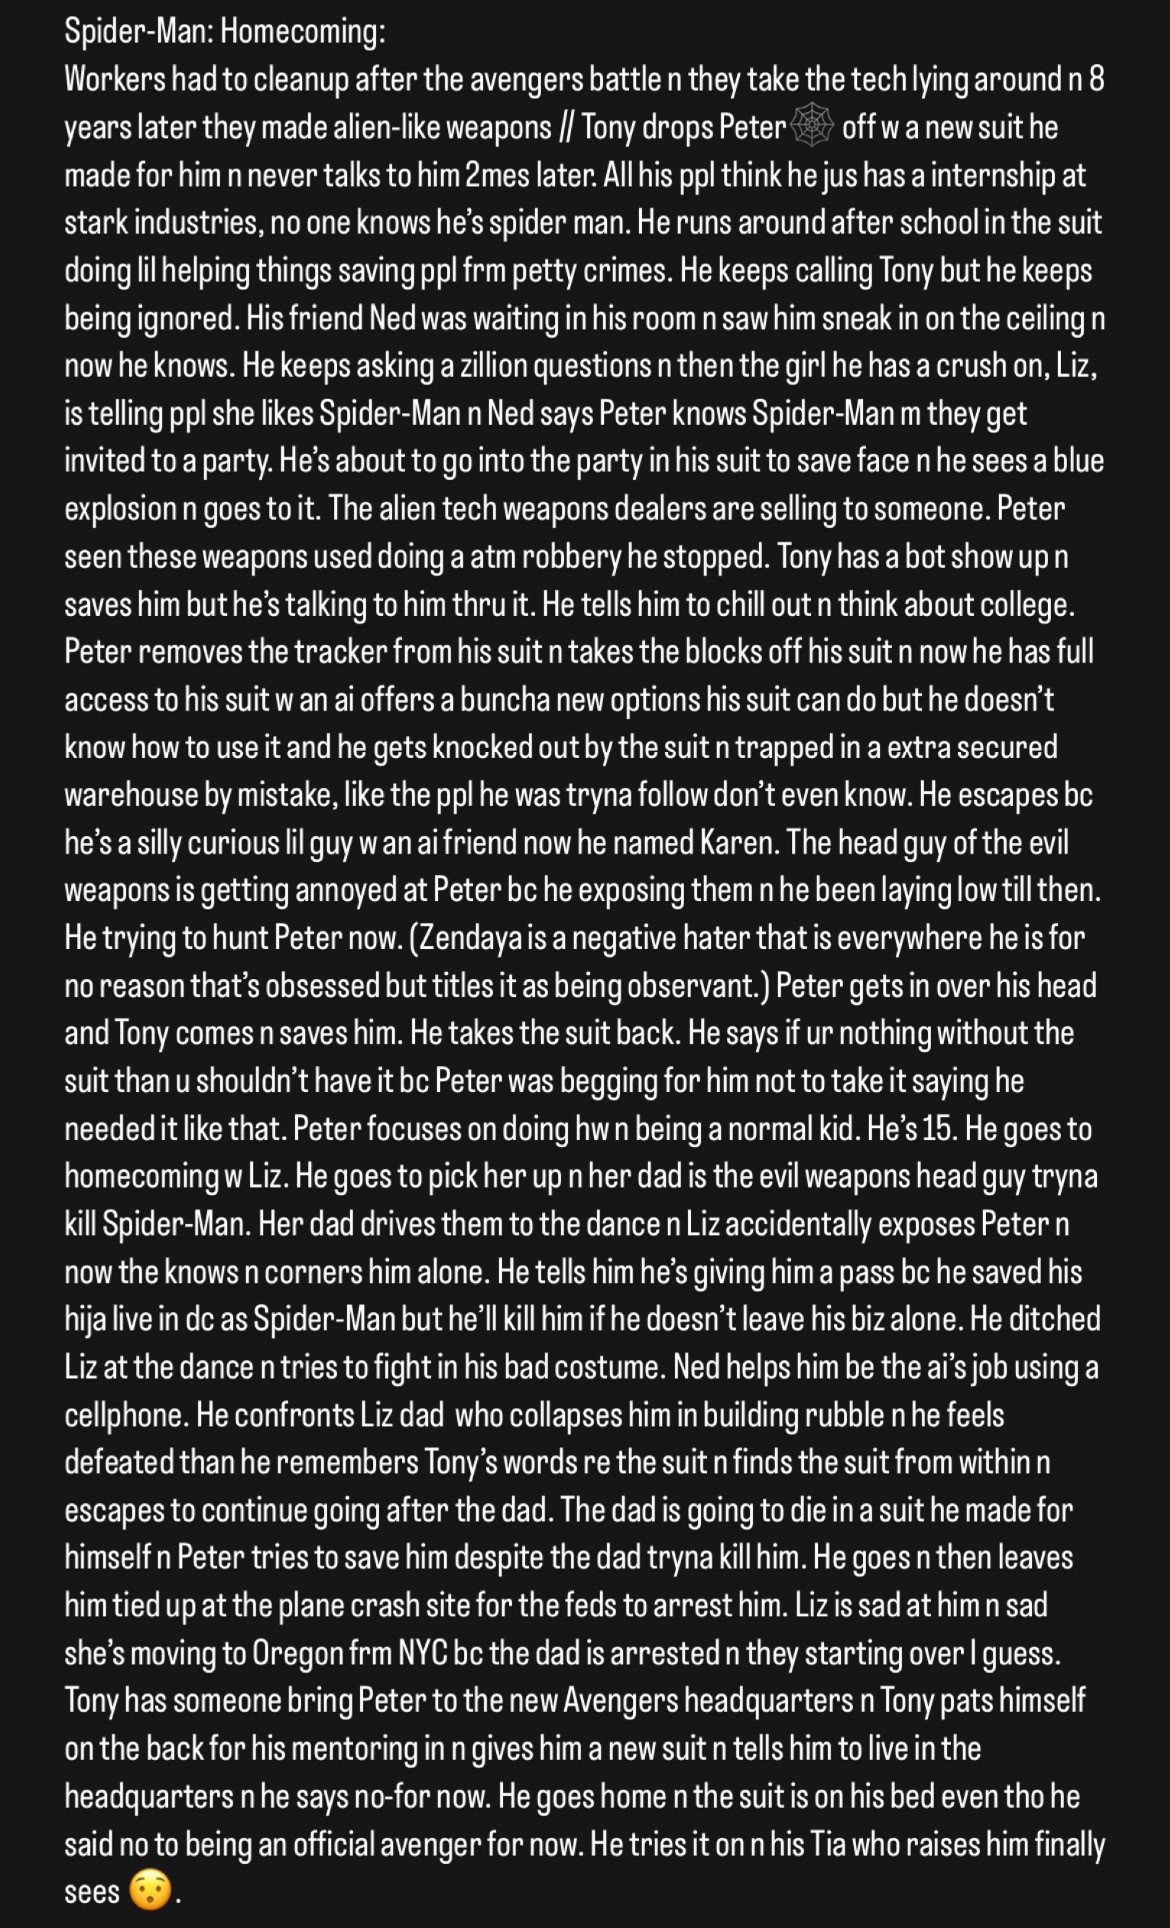 Spider-Man: Homecoming:
Workers had to cleanup after the avengers battle n they take the tech lying around n 8
years later they made alien-like weapons // Tony drops Peter🕸️ off w a new suit he
made for him n never talks to him 2mes later. All his ppl think he jus has a internship at
stark industries, no one knows he’s spider man. He runs around after school in the suit
doing lil helping things saving ppl frm petty crimes. He keeps calling Tony but he keeps
being ignored. His friend Ned was waiting in his room n saw him sneak in on the ceiling n
now he knows. He keeps asking a zillion questions n then the girl he has a crush on, Liz,
is telling ppl she likes Spider-Man n Ned says Peter knows Spider-Man m they get
invited to a party. He’s about to go into the party in his suit to save face n he sees a blue
explosion n goes to it. The alien tech weapons dealers are selling to someone. Peter
seen these weapons used doing a atm robbery he stopped. Tony has a bot show up n
saves him but he’s talking to him thru it. He tells him to chill out n think about college.
Peter removes the tracker from his suit n takes the blocks off his suit n now he has full
access to his suit w an ai offers a buncha new options his suit can do but he doesn’t
know how to use it and he gets knocked out by the suit n trapped in a extra secured
warehouse by mistake, like the ppl he was tryna follow don’t even know. He escapes bc
he’s a silly curious lil guy w an ai friend now he named Karen. The head guy of the evil
weapons is getting annoyed at Peter bc he exposing them n he been laying low till then.
He trying to hunt Peter now. (Zendaya is a negative hater that is everywhere he is for
no reason that’s obsessed but titles it as being observant.) Peter gets in over his head
and Tony comes n saves him. He takes the suit back. He says if ur nothing without the
suit than u shouldn’t have it bc Peter was begging for him not to take it saying he
needed it like that. Peter focuses on doing hw n being a normal kid. He’s 15. He goes to
homecoming w Liz. He goes to pick her up n her dad is the evil weapons head guy tryna
kill Spider-Man. Her dad drives them to the dance n Liz accidentally exposes Peter n
now the knows n corners him alone. He tells him he’s giving him a pass bc he saved his
hija live in dc as Spider-Man but he’ll kill him if he doesn’t leave his biz alone. He ditched
Liz at the dance n tries to fight in his bad costume. Ned helps him be the ai’s job using a
cellphone. He confronts Liz dad  who collapses him in building rubble n he feels
defeated than he remembers Tony’s words re the suit n finds the suit from within n
escapes to continue going after the dad. The dad is going to die in a suit he made for
himself n Peter tries to save him despite the dad tryna kill him. He goes n then leaves
him tied up at the plane crash site for the feds to arrest him. Liz is sad at him n sad
she’s moving to Oregon frm NYC bc the dad is arrested n they starting over I guess.
Tony has someone bring Peter to the new Avengers headquarters n Tony pats himself
on the back for his mentoring in n gives him a new suit n tells him to live in the
headquarters n he says no-for now. He goes home n the suit is on his bed even tho he
said no to being an official avenger for now. He tries it on n his Tia who raises him finally
sees 😯.